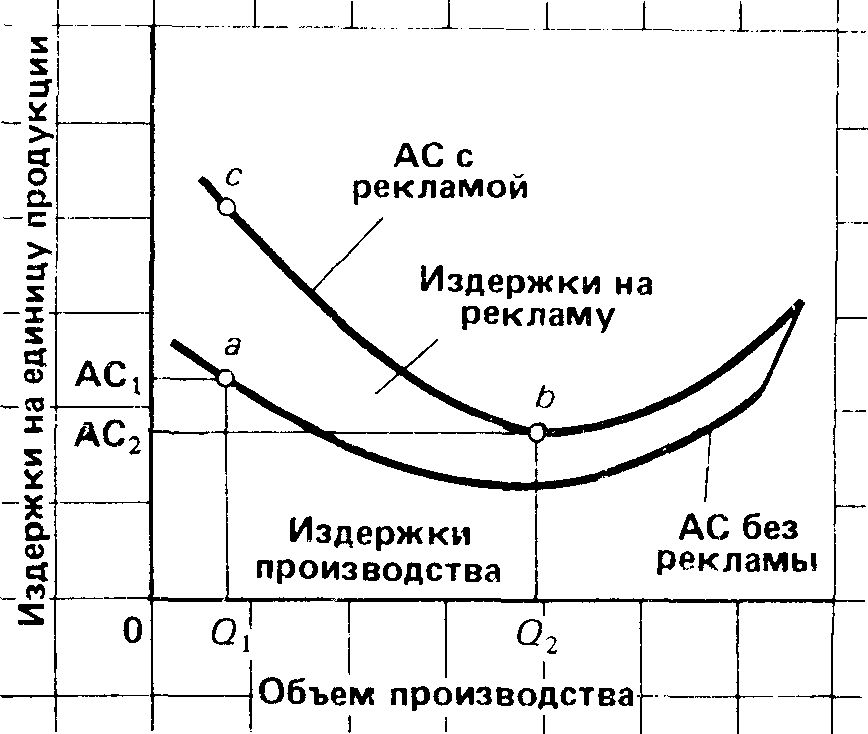 Издержки на единицу продукции
c
АС с
рекламой
Издержки на
рекламу
a
AC1
b
AC2
Издержки
производства
АС без
рекламы
0
Q1
Q2
Объем производства